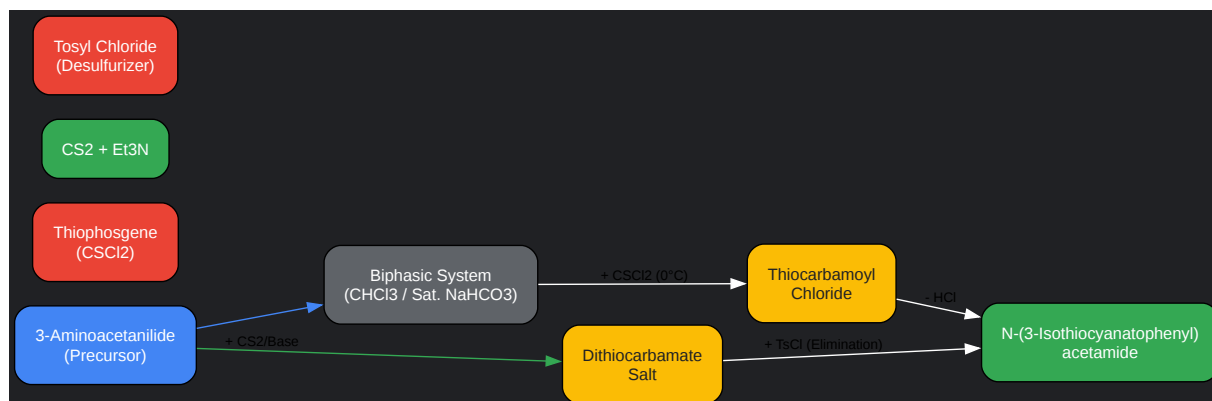 Tosyl Chloride
(Desulfurizer)
CS2 + Et3N
Thiophosgene
(CSCl2)
3-Aminoacetanilide
(Precursor)
Biphasic System
(CHCl3 / Sat. NaHCO3)
+ CS2/Base
+ CSCl2 (0°C)
Dithiocarbamate
Salt
Thiocarbamoyl
Chloride
+ TsCl (Elimination)
- HCl
N-(3-Isothiocyanatophenyl)
acetamide